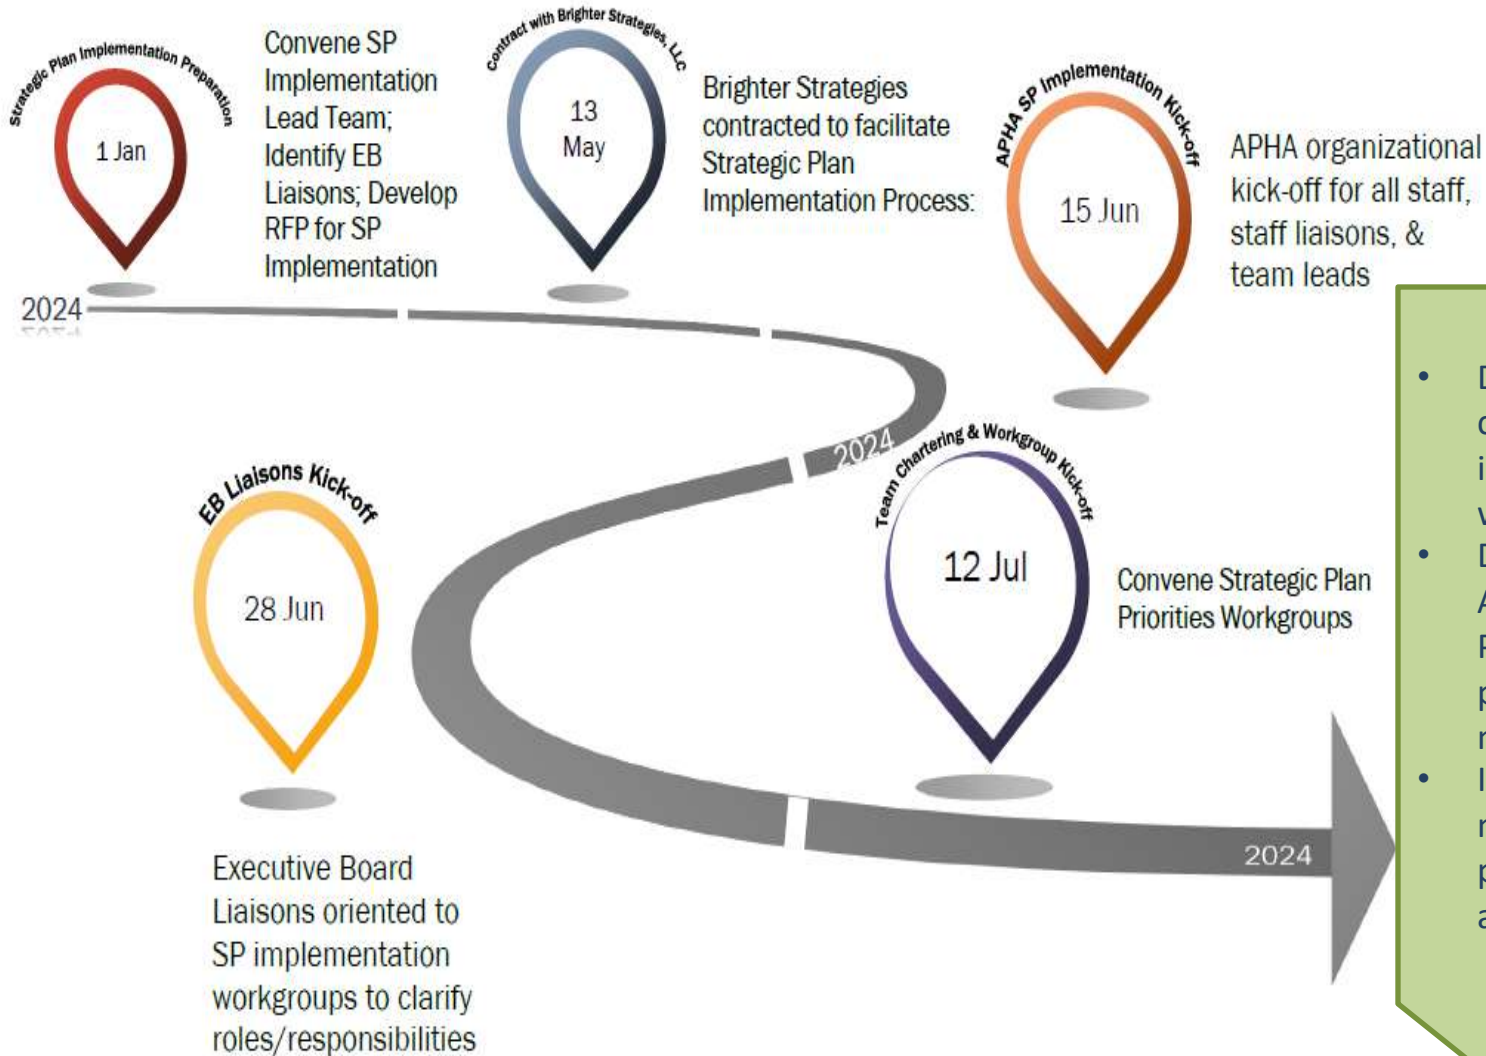 Strategic Plan Implementation Preparation
1 Jan
Convene SP
Implementation
Lead Team;
Identify EB
Liaisons; Develop
RFP for SP
Implementation
Contract with Brighter Strategies, LLC
13
May
Brighter Strategies
contracted to facilitate
Strategic Plan
Implementation Process:
APHA SP Implementation Kick-off
15 Jun
APHA organizational
kick-off for all staff,
staff liaisons, &
team leads
2024
2024
EB Liaisons Kick-off
28 Jun
Executive Board
Liaisons oriented to
SP implementation
workgroups to clarify
roles/responsibilities
Team Chartering & Workgroup Kick-off
12 Jul
Convene Strategic Plan
Priorities Workgroups
2024